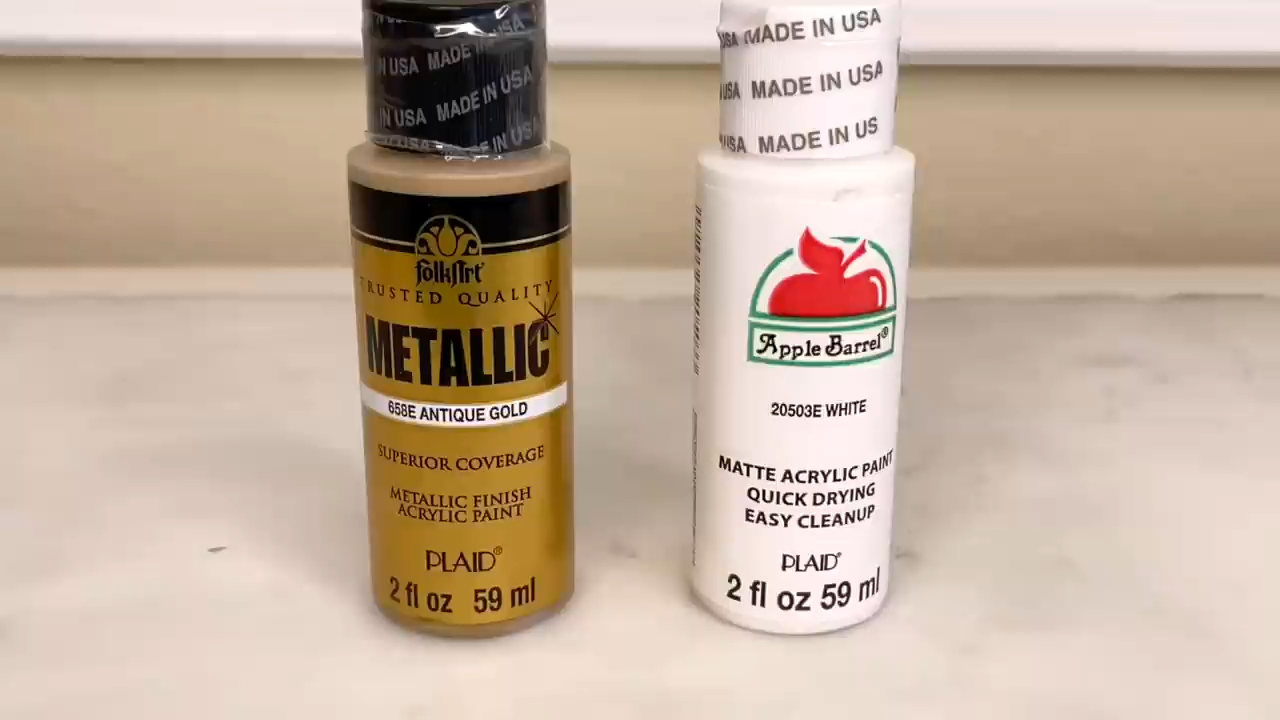 IN USA MADE IN USA
IN USA MADE IN USA
IN USA
folkArt
TRUSTED QUALITY
METALLIC
658E ANTIQUE GOLD
SUPERIOR COVERAGE
METALLIC FINISH
ACRYLIC PAINT
PLAID®
2 fl oz 59 ml
USA MADE IN USA
USA MADE IN USA
USA MADE IN US
Apple Barrel®
20503E WHITE
MATTE ACRYLIC PAINT
QUICK DRYING
EASY CLEANUP
PLAID®
2 fl oz 59 ml